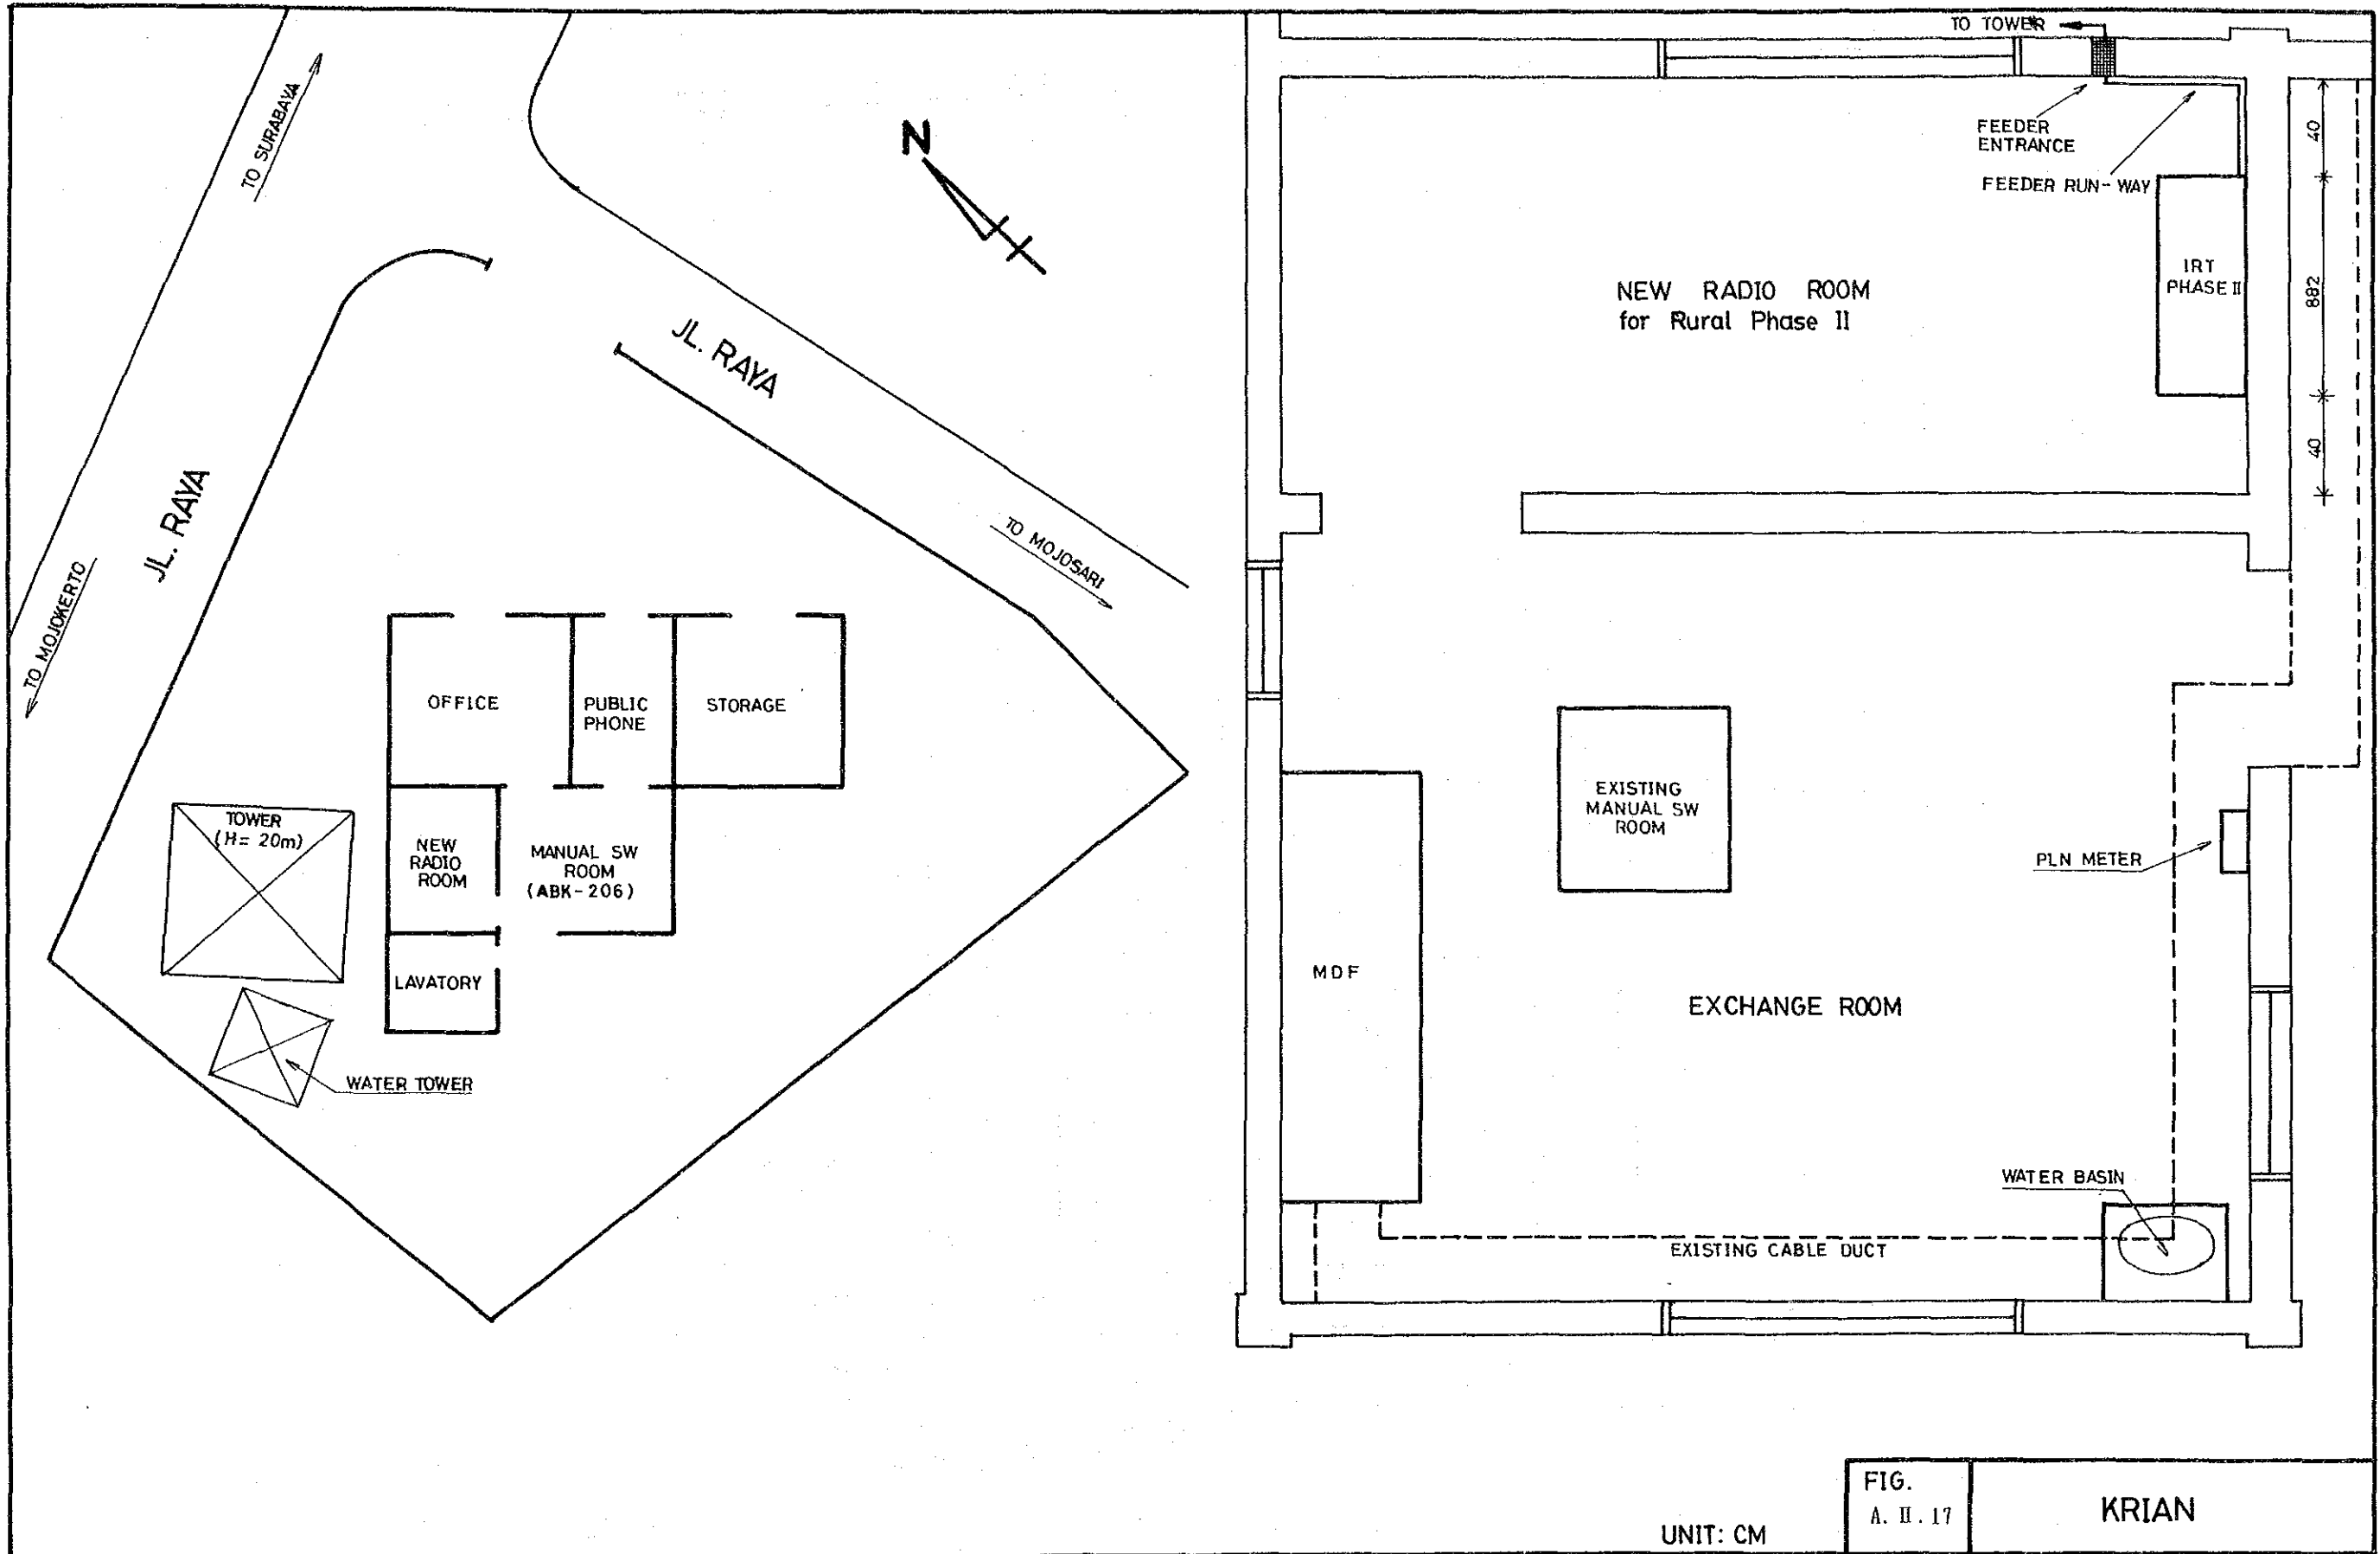 TO SURABAYA
N
JL. RAYA
TO MOJOSARI
JL. RAYA
TO MOJOKERTO
OFFICE
PUBLIC
PHONE
STORAGE
TOWER
(H= 20m)
NEW
RADIO
ROOM
MANUAL SW
ROOM
(ABK-206)
LAVATORY
WATER TOWER
TO TOWER
FEEDER
ENTRANCE
FEEDER RUN-WAY
IRT
PHASE II
40
882
40
NEW RADIO ROOM
for Rural Phase II
EXISTING
MANUAL SW
ROOM
PLN METER
MDF
EXCHANGE ROOM
WATER BASIN
EXISTING CABLE DUCT
UNIT: CM
FIG.
A. II. 17
KRIAN